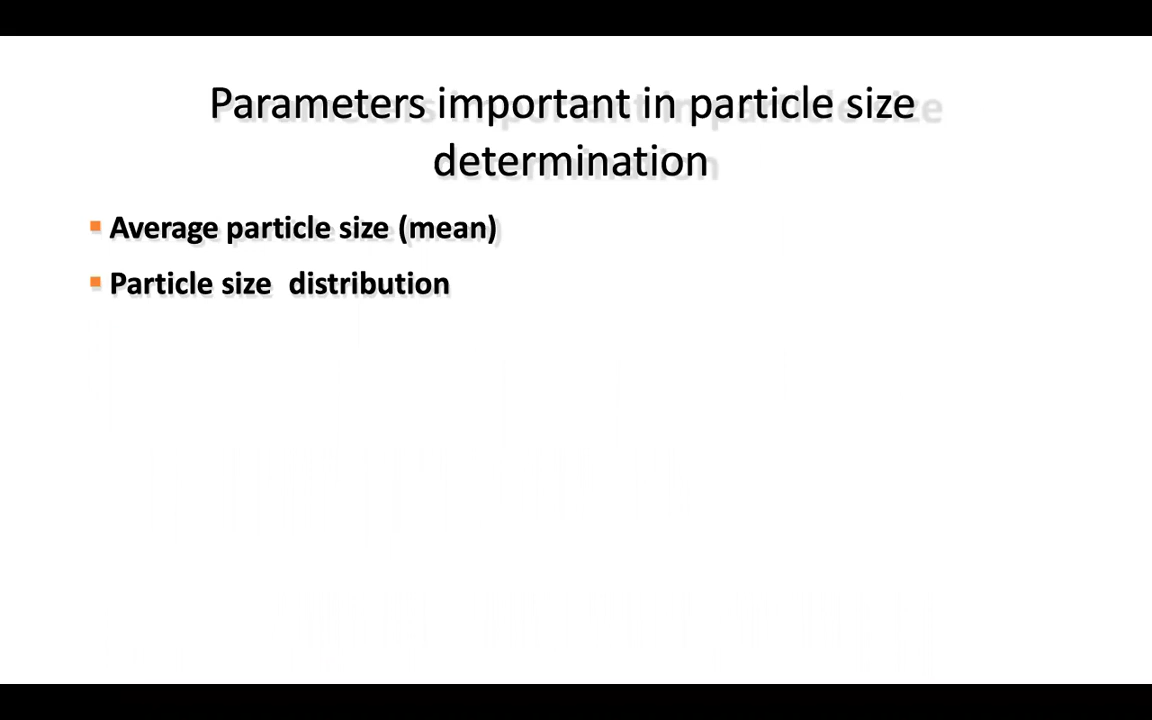 Parameters important in particle size
determination
▪ Average particle size (mean)
▪ Particle size  distribution